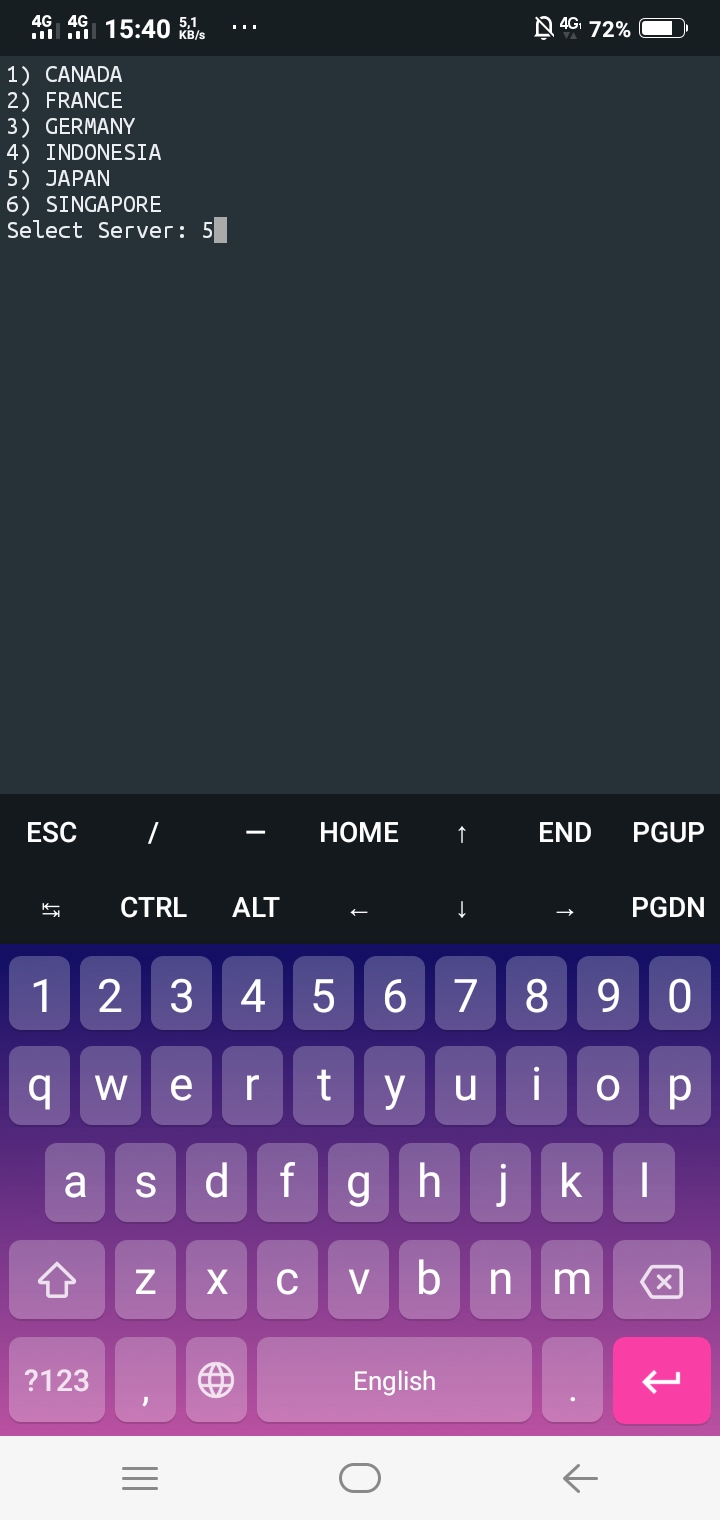 4G 4G 15:40 5,1 KB/s ... 4G 72%
1) CANADA
2) FRANCE
3) GERMANY
4) INDONESIA
5) JAPAN
6) SINGAPORE
Select Server: 5
ESC / — HOME ↑ END PGUP
↹ CTRL ALT ← ↓ → PGDN
1 2 3 4 5 6 7 8 9 0
q w e r t y u i o p
a s d f g h j k l
z x c v b n m
?123 , English .